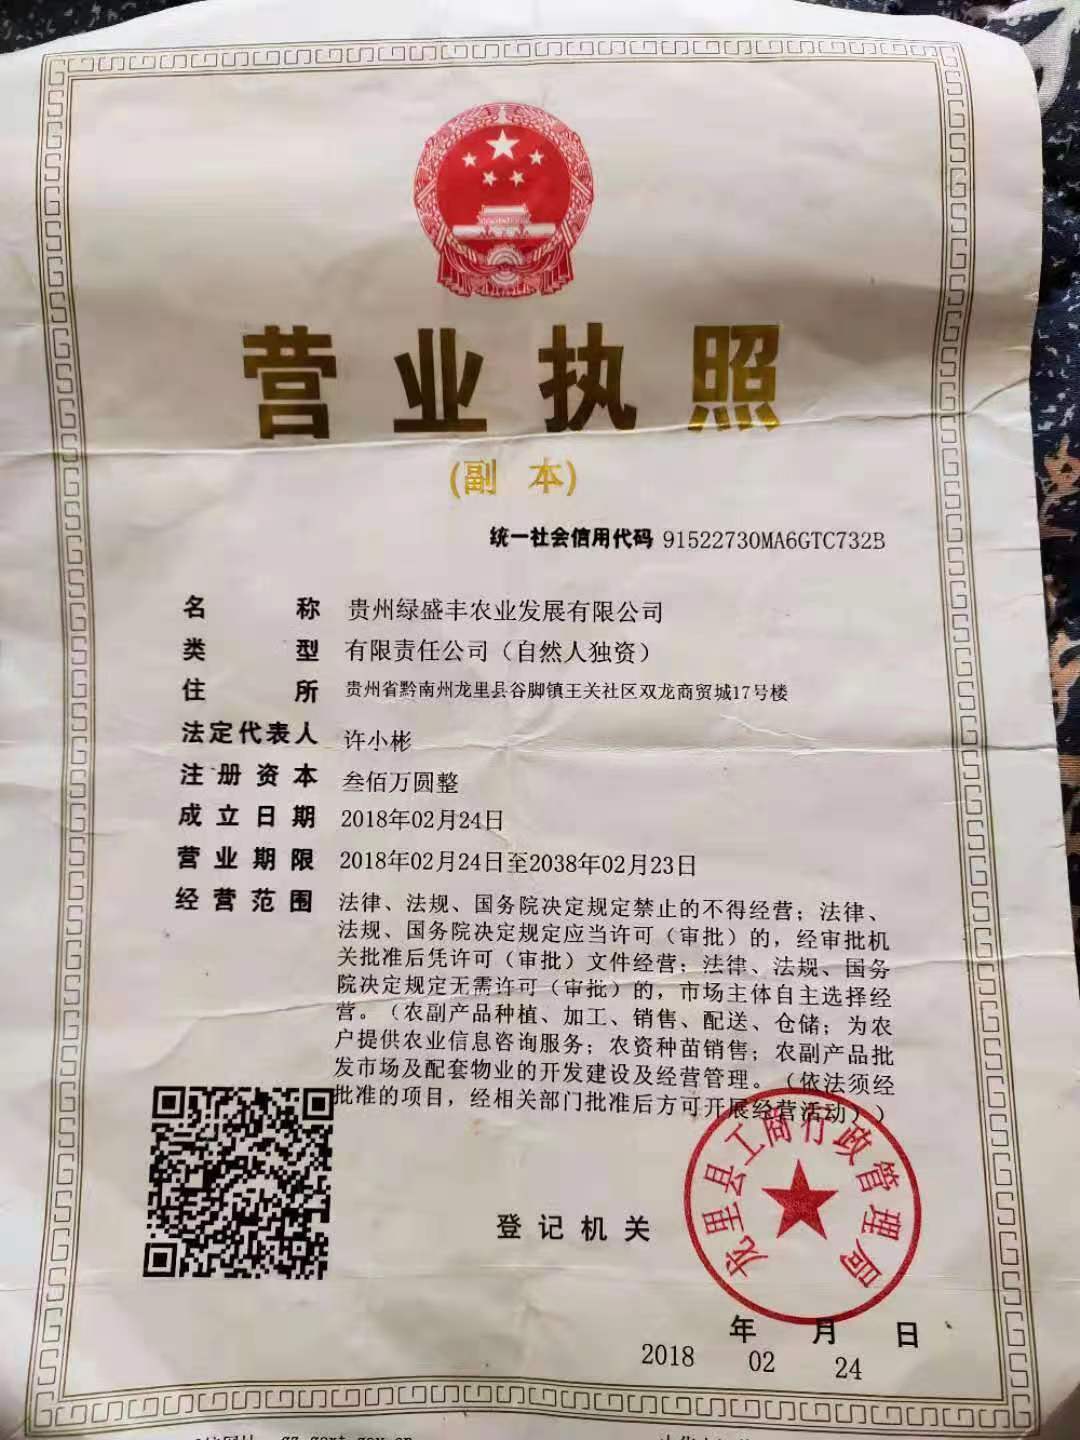 营业执照
(副 本)
统一社会信用代码 91522730MA6GTC732B
名称 贵州绿盛丰农业发展有限公司
类型 有限责任公司（自然人独资）
住所 贵州省黔南州龙里县谷脚镇王关社区双龙商贸城17号楼
法定代表人 许小彬
注册资本 叁佰万圆整
成立日期 2018年02月24日
营业期限 2018年02月24日至2038年02月23日
经营范围 法律、法规、国务院决定规定禁止的不得经营；法律、
法规、国务院决定规定应当许可（审批）的，经审批机
关批准后凭许可（审批）文件经营；法律、法规、国务
院决定规定无需许可（审批）的，市场主体自主选择经
营。（农副产品种植、加工、销售、配送、仓储；为农
户提供农业信息咨询服务；农资种苗销售；农副产品批
发市场及配套物业的开发建设及经营管理。（依法须经
批准的项目，经相关部门批准后方可开展经营活动））
龙里县工商行政管理局
登记机关
年 月 日
2018 02 24